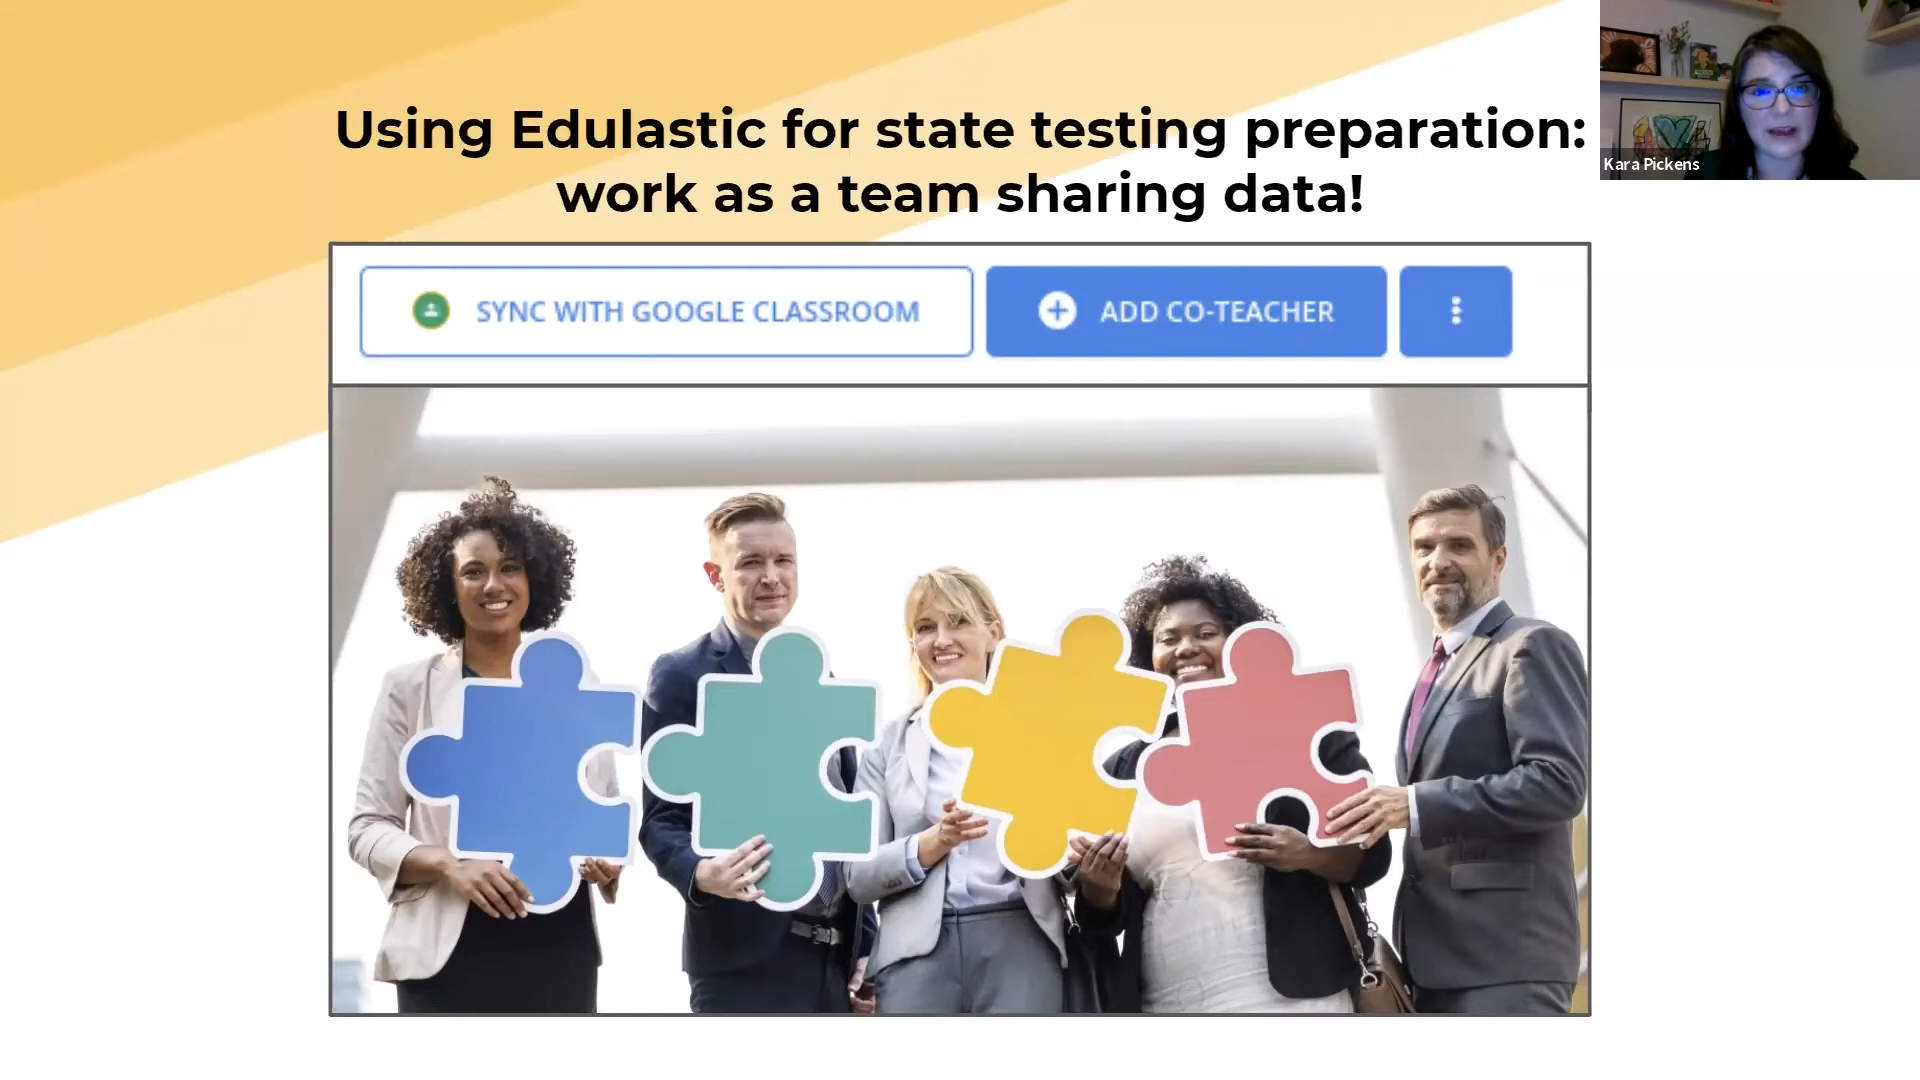 Using Edulastic for state testing preparation:
work as a team sharing data!
Kara Pickens
SYNC WITH GOOGLE CLASSROOM
ADD CO-TEACHER